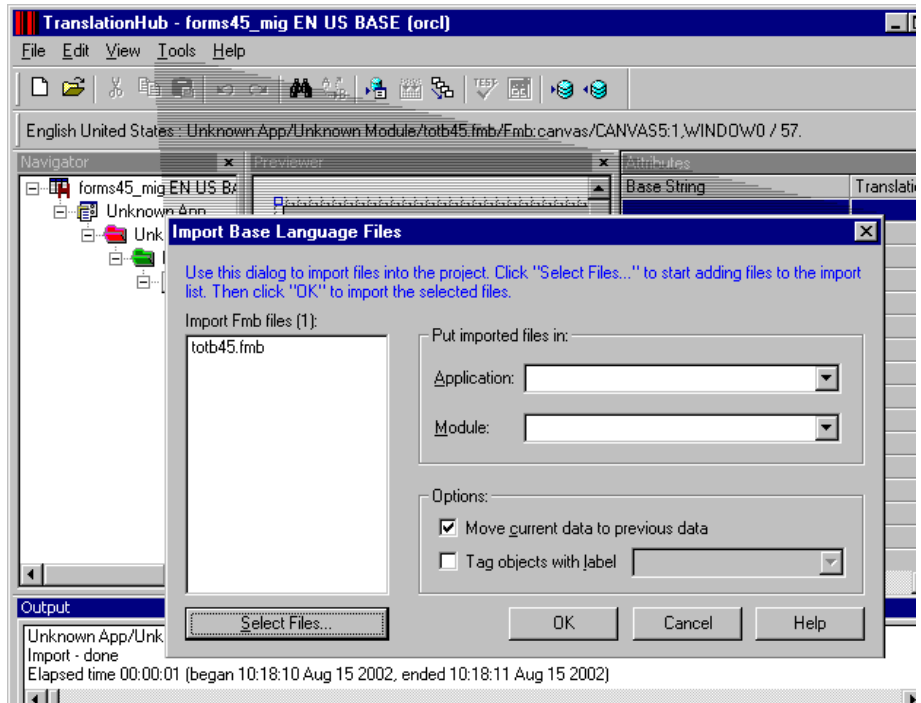 TranslationHub - forms45_mig EN US BASE (orcl)
File Edit View Tools Help
TEST
English United States : Unknown App/Unknown Module/totb45.fmb/Fmb:canvas/CANVAS5:1,WINDOW0 / 57.
Navigator
Previewer
Attributes
forms45_mig EN US
Base String
Unknown App
Unk
Import Base Language Files
Use this dialog to import files into the project. Click "Select Files..." to start adding files to the import
list. Then click "OK" to import the selected files.
Import Fmb files (1):
totb45.fmb
Put imported files in:
Application:
Module:
Options:
Move current data to previous data
Tag objects with label
Select Files...
OK
Cancel
Help
Output
Unknown App/Unk
Import - done
Elapsed time 00:00:01 (began 10:18:10 Aug 15 2002, ended 10:18:11 Aug 15 2002)